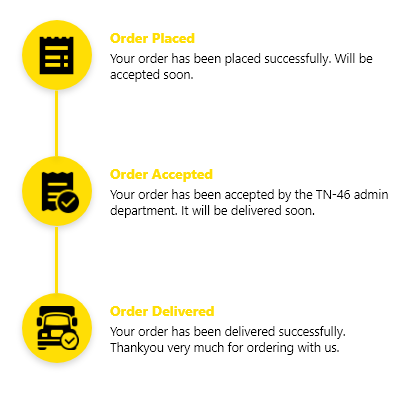 Order Placed
Your order has been placed successfully. Will be
accepted soon.
Order Accepted
Your order has been accepted by the TN-46 admin
department. It will be delivered soon.
Order Delivered
Your order has been delivered successfully.
Thankyou very much for ordering with us.